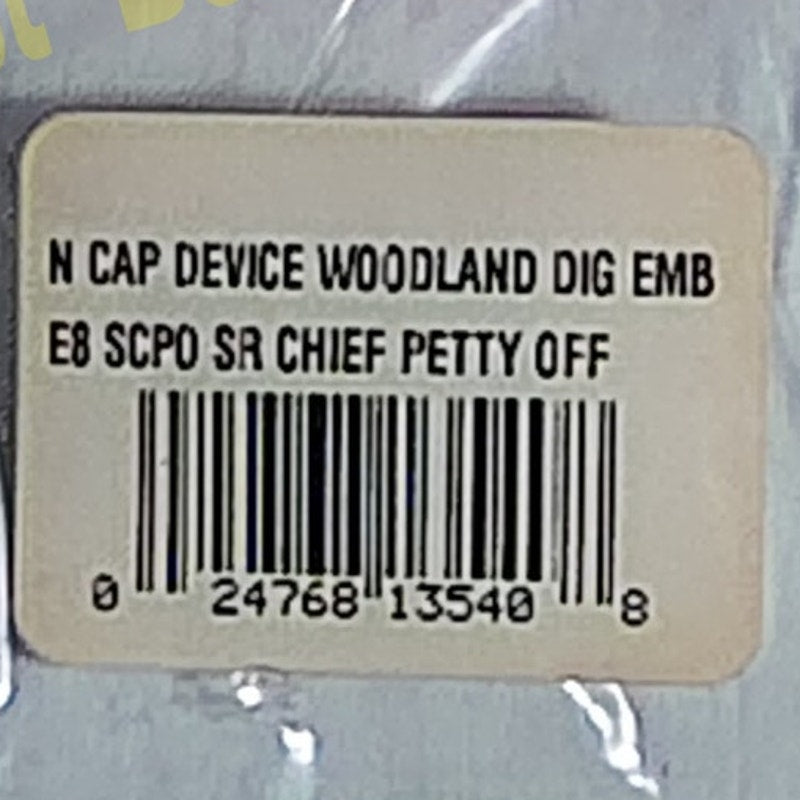 N CAP DEVICE WOODLAND DIG EMB
E8 SCPO SR CHIEF PETTY OFF
0 24768 13540 8